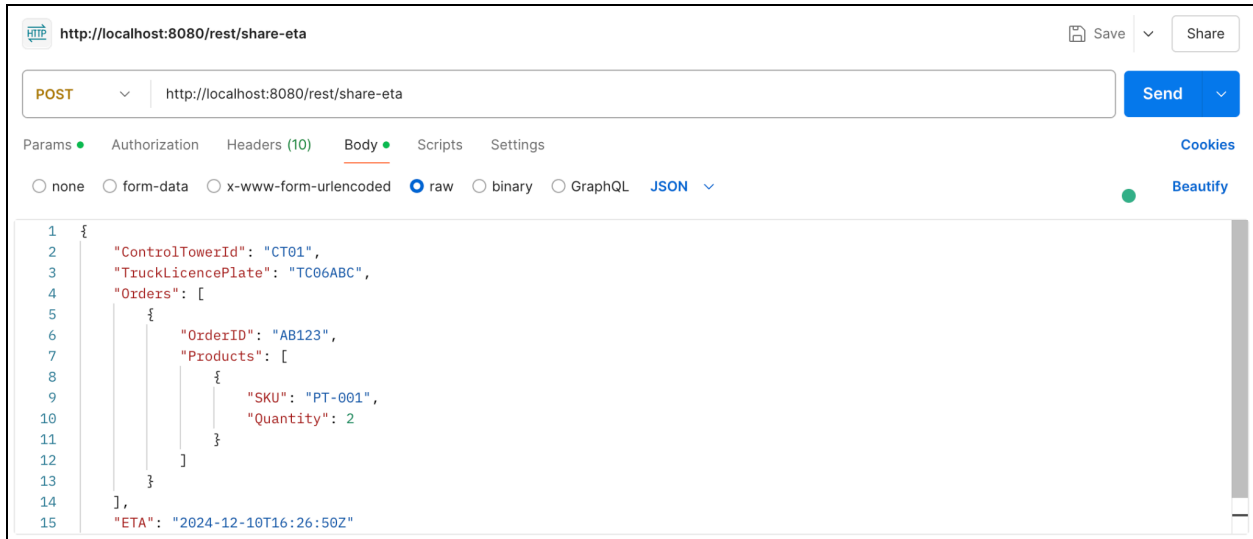 HTTP http://localhost:8080/rest/share-eta Save Share
POST http://localhost:8080/rest/share-eta Send
Params Authorization Headers (10) Body Scripts Settings Cookies
none form-data x-www-form-urlencoded raw binary GraphQL JSON Beautify
1 {
2 "ControlTowerId": "CT01",
3 "TruckLicencePlate": "TC06ABC",
4 "Orders": [
5 {
6 "OrderID": "AB123",
7 "Products": [
8 {
9 "SKU": "PT-001",
10 "Quantity": 2
11 }
12 ]
13 }
14 ],
15 "ETA": "2024-12-10T16:26:50Z"